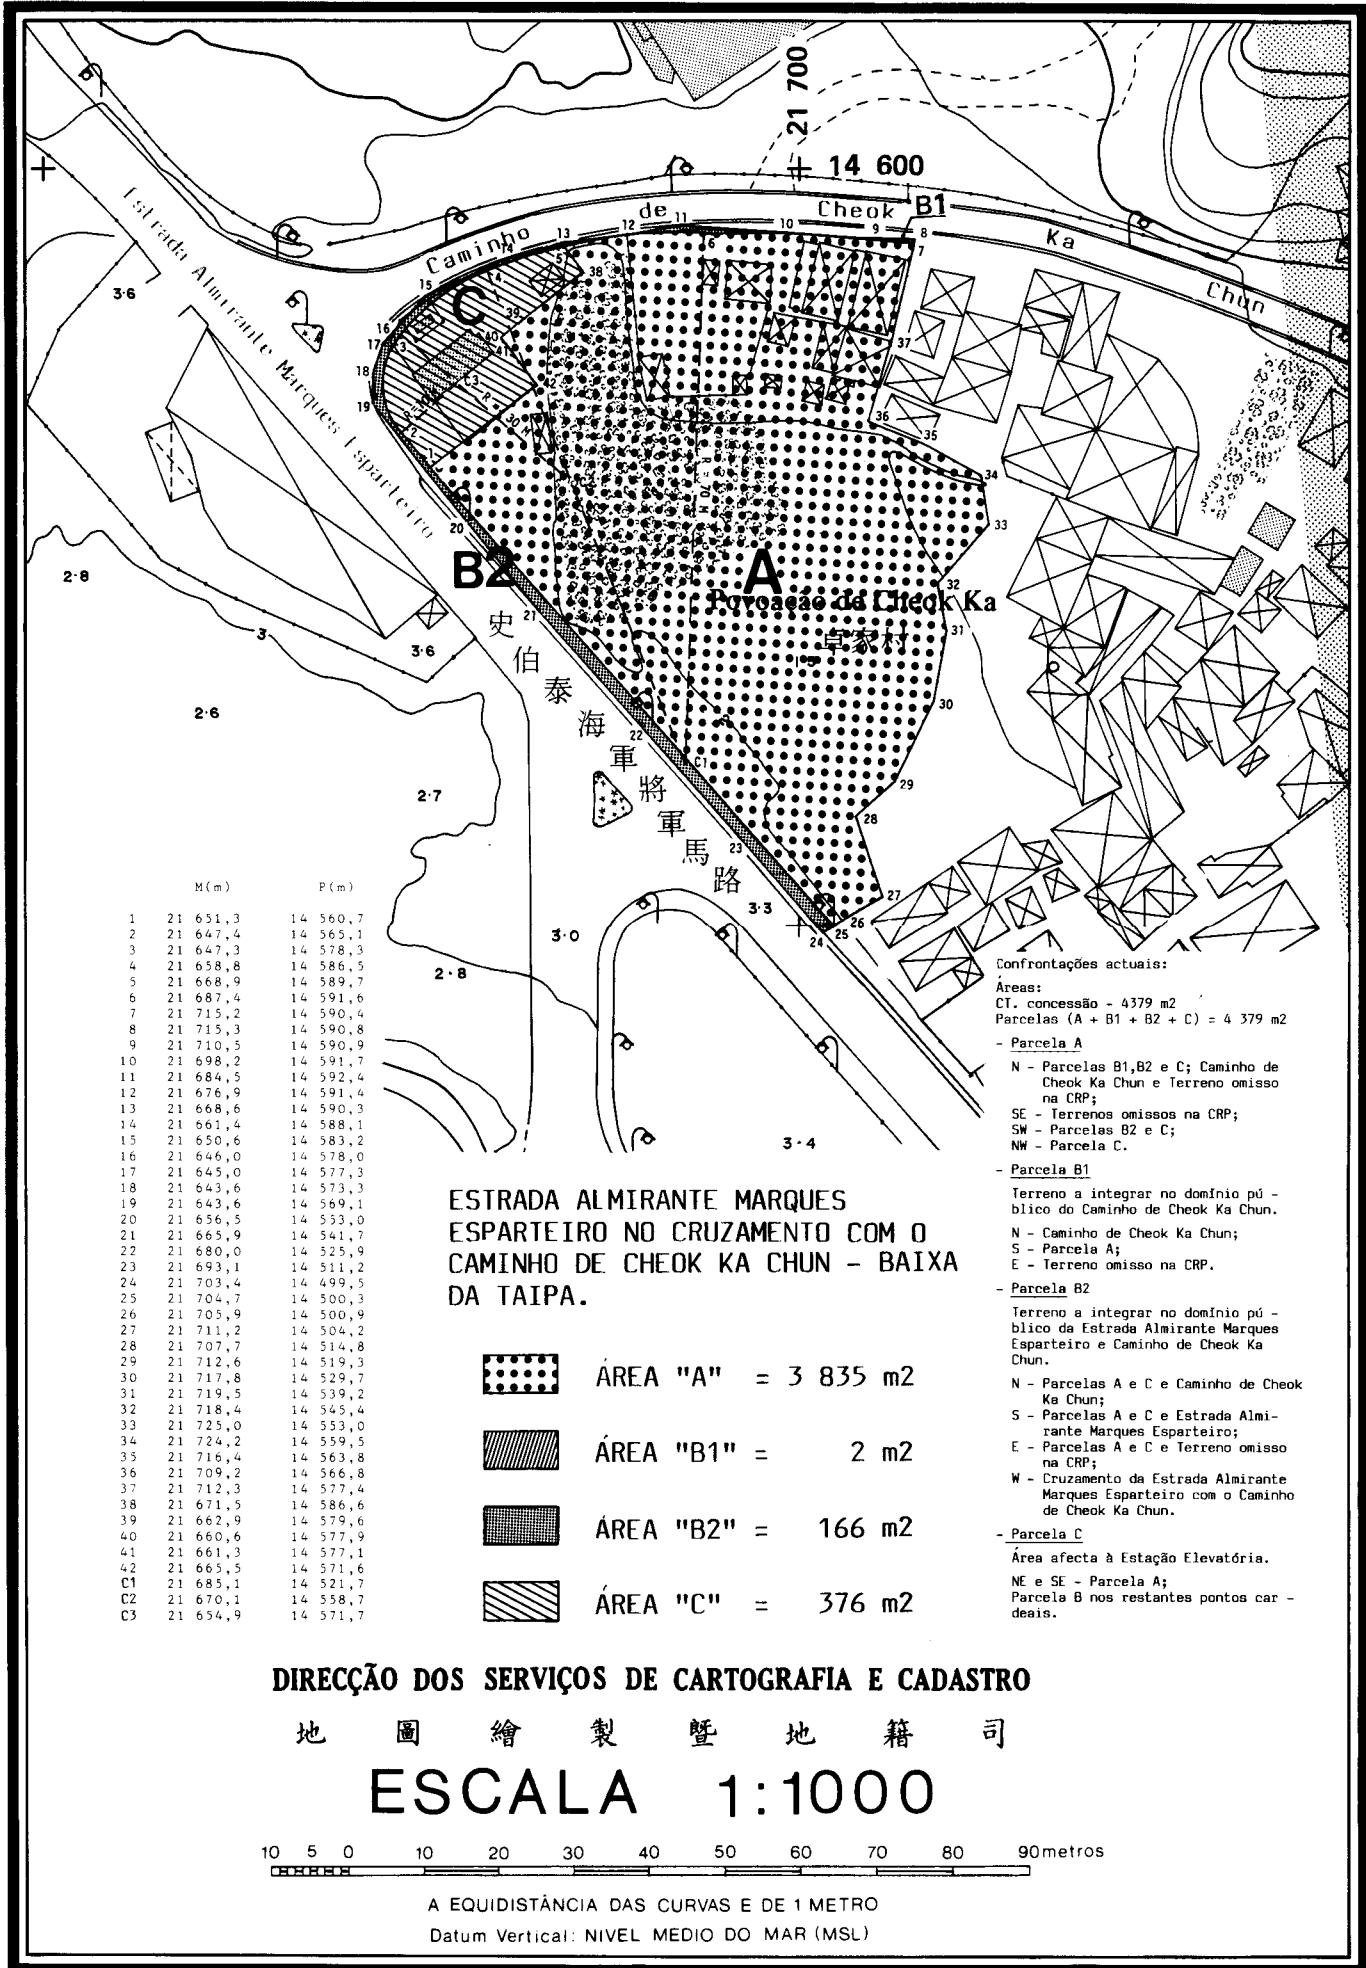 21 700
14 600
Estrada Almirante Marques Esparteiro
Caminho de Cheok Ka Chun
B1
C
B2
A
Povoação de Cheok Ka
卓家村
史伯泰海軍將軍馬路
3·6
2·8
3
3·6
2·6
2·7
3·0
2·8
3·3
3·4
1·5
M(m) P(m)
1 21 651,3 14 560,7
2 21 647,4 14 565,1
3 21 647,3 14 578,3
4 21 658,8 14 586,5
5 21 668,9 14 589,7
6 21 687,4 14 591,6
7 21 715,2 14 590,4
8 21 715,3 14 590,8
9 21 710,5 14 590,9
10 21 698,2 14 591,7
11 21 684,5 14 592,4
12 21 676,9 14 591,4
13 21 668,6 14 590,3
14 21 661,4 14 588,1
15 21 650,6 14 583,2
16 21 646,0 14 578,0
17 21 645,0 14 577,3
18 21 643,6 14 573,3
19 21 643,6 14 569,1
20 21 656,5 14 553,0
21 21 665,9 14 541,7
22 21 680,0 14 525,9
23 21 693,1 14 511,2
24 21 703,4 14 499,5
25 21 704,7 14 500,3
26 21 705,9 14 500,9
27 21 711,2 14 504,2
28 21 707,7 14 514,8
29 21 712,6 14 519,3
30 21 717,8 14 529,7
31 21 719,5 14 539,2
32 21 718,4 14 545,4
33 21 725,0 14 553,0
34 21 724,2 14 559,5
35 21 716,4 14 563,8
36 21 709,2 14 566,8
37 21 712,3 14 577,4
38 21 671,5 14 586,6
39 21 662,9 14 579,6
40 21 660,6 14 577,9
41 21 661,3 14 577,1
42 21 665,5 14 571,6
C1 21 685,1 14 521,7
C2 21 670,1 14 558,7
C3 21 654,9 14 571,7
Confrontações actuais:
Áreas:
CT. concessão - 4379 m2
Parcelas (A + B1 + B2 + C) = 4 379 m2
- Parcela A
N - Parcelas B1,B2 e C; Caminho de
Cheok Ka Chun e Terreno omisso
na CRP;
SE - Terrenos omissos na CRP;
SW - Parcelas B2 e C;
NW - Parcela C.
- Parcela B1
Terreno a integrar no domínio pú -
blico do Caminho de Cheok Ka Chun.
N - Caminho de Cheok Ka Chun;
S - Parcela A;
E - Terreno omisso na CRP.
- Parcela B2
Terreno a integrar no domínio pú -
blico da Estrada Almirante Marques
Esparteiro e Caminho de Cheok Ka
Chun.
N - Parcelas A e C e Caminho de Cheok
Ka Chun;
S - Parcelas A e C e Estrada Almi-
rante Marques Esparteiro;
E - Parcelas A e C e Terreno omisso
na CRP;
W - Cruzamento da Estrada Almirante
Marques Esparteiro com o Caminho
de Cheok Ka Chun.
- Parcela C
Área afecta à Estação Elevatória.
NE e SE - Parcela A;
Parcela B nos restantes pontos car -
deais.
ESTRADA ALMIRANTE MARQUES
ESPARTEIRO NO CRUZAMENTO COM O
CAMINHO DE CHEOK KA CHUN - BAIXA
DA TAIPA.
ÁREA "A" = 3 835 m2
ÁREA "B1" = 2 m2
ÁREA "B2" = 166 m2
ÁREA "C" = 376 m2
DIRECÇÃO DOS SERVIÇOS DE CARTOGRAFIA E CADASTRO
地圖繪製暨地籍司
ESCALA 1:1000
10 5 0 10 20 30 40 50 60 70 80 90metros
A EQUIDISTÂNCIA DAS CURVAS E DE 1 METRO
Datum Vertical: NIVEL MEDIO DO MAR (MSL)